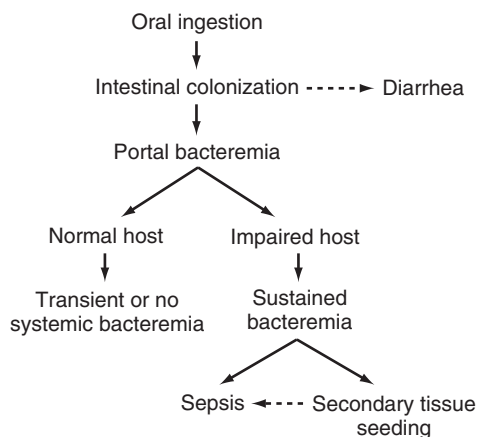 Oral ingestion
Intestinal colonization
Diarrhea
Portal bacteremia
Normal host
Impaired host
Transient or no
systemic bacteremia
Sustained
bacteremia
Sepsis
Secondary tissue
seeding